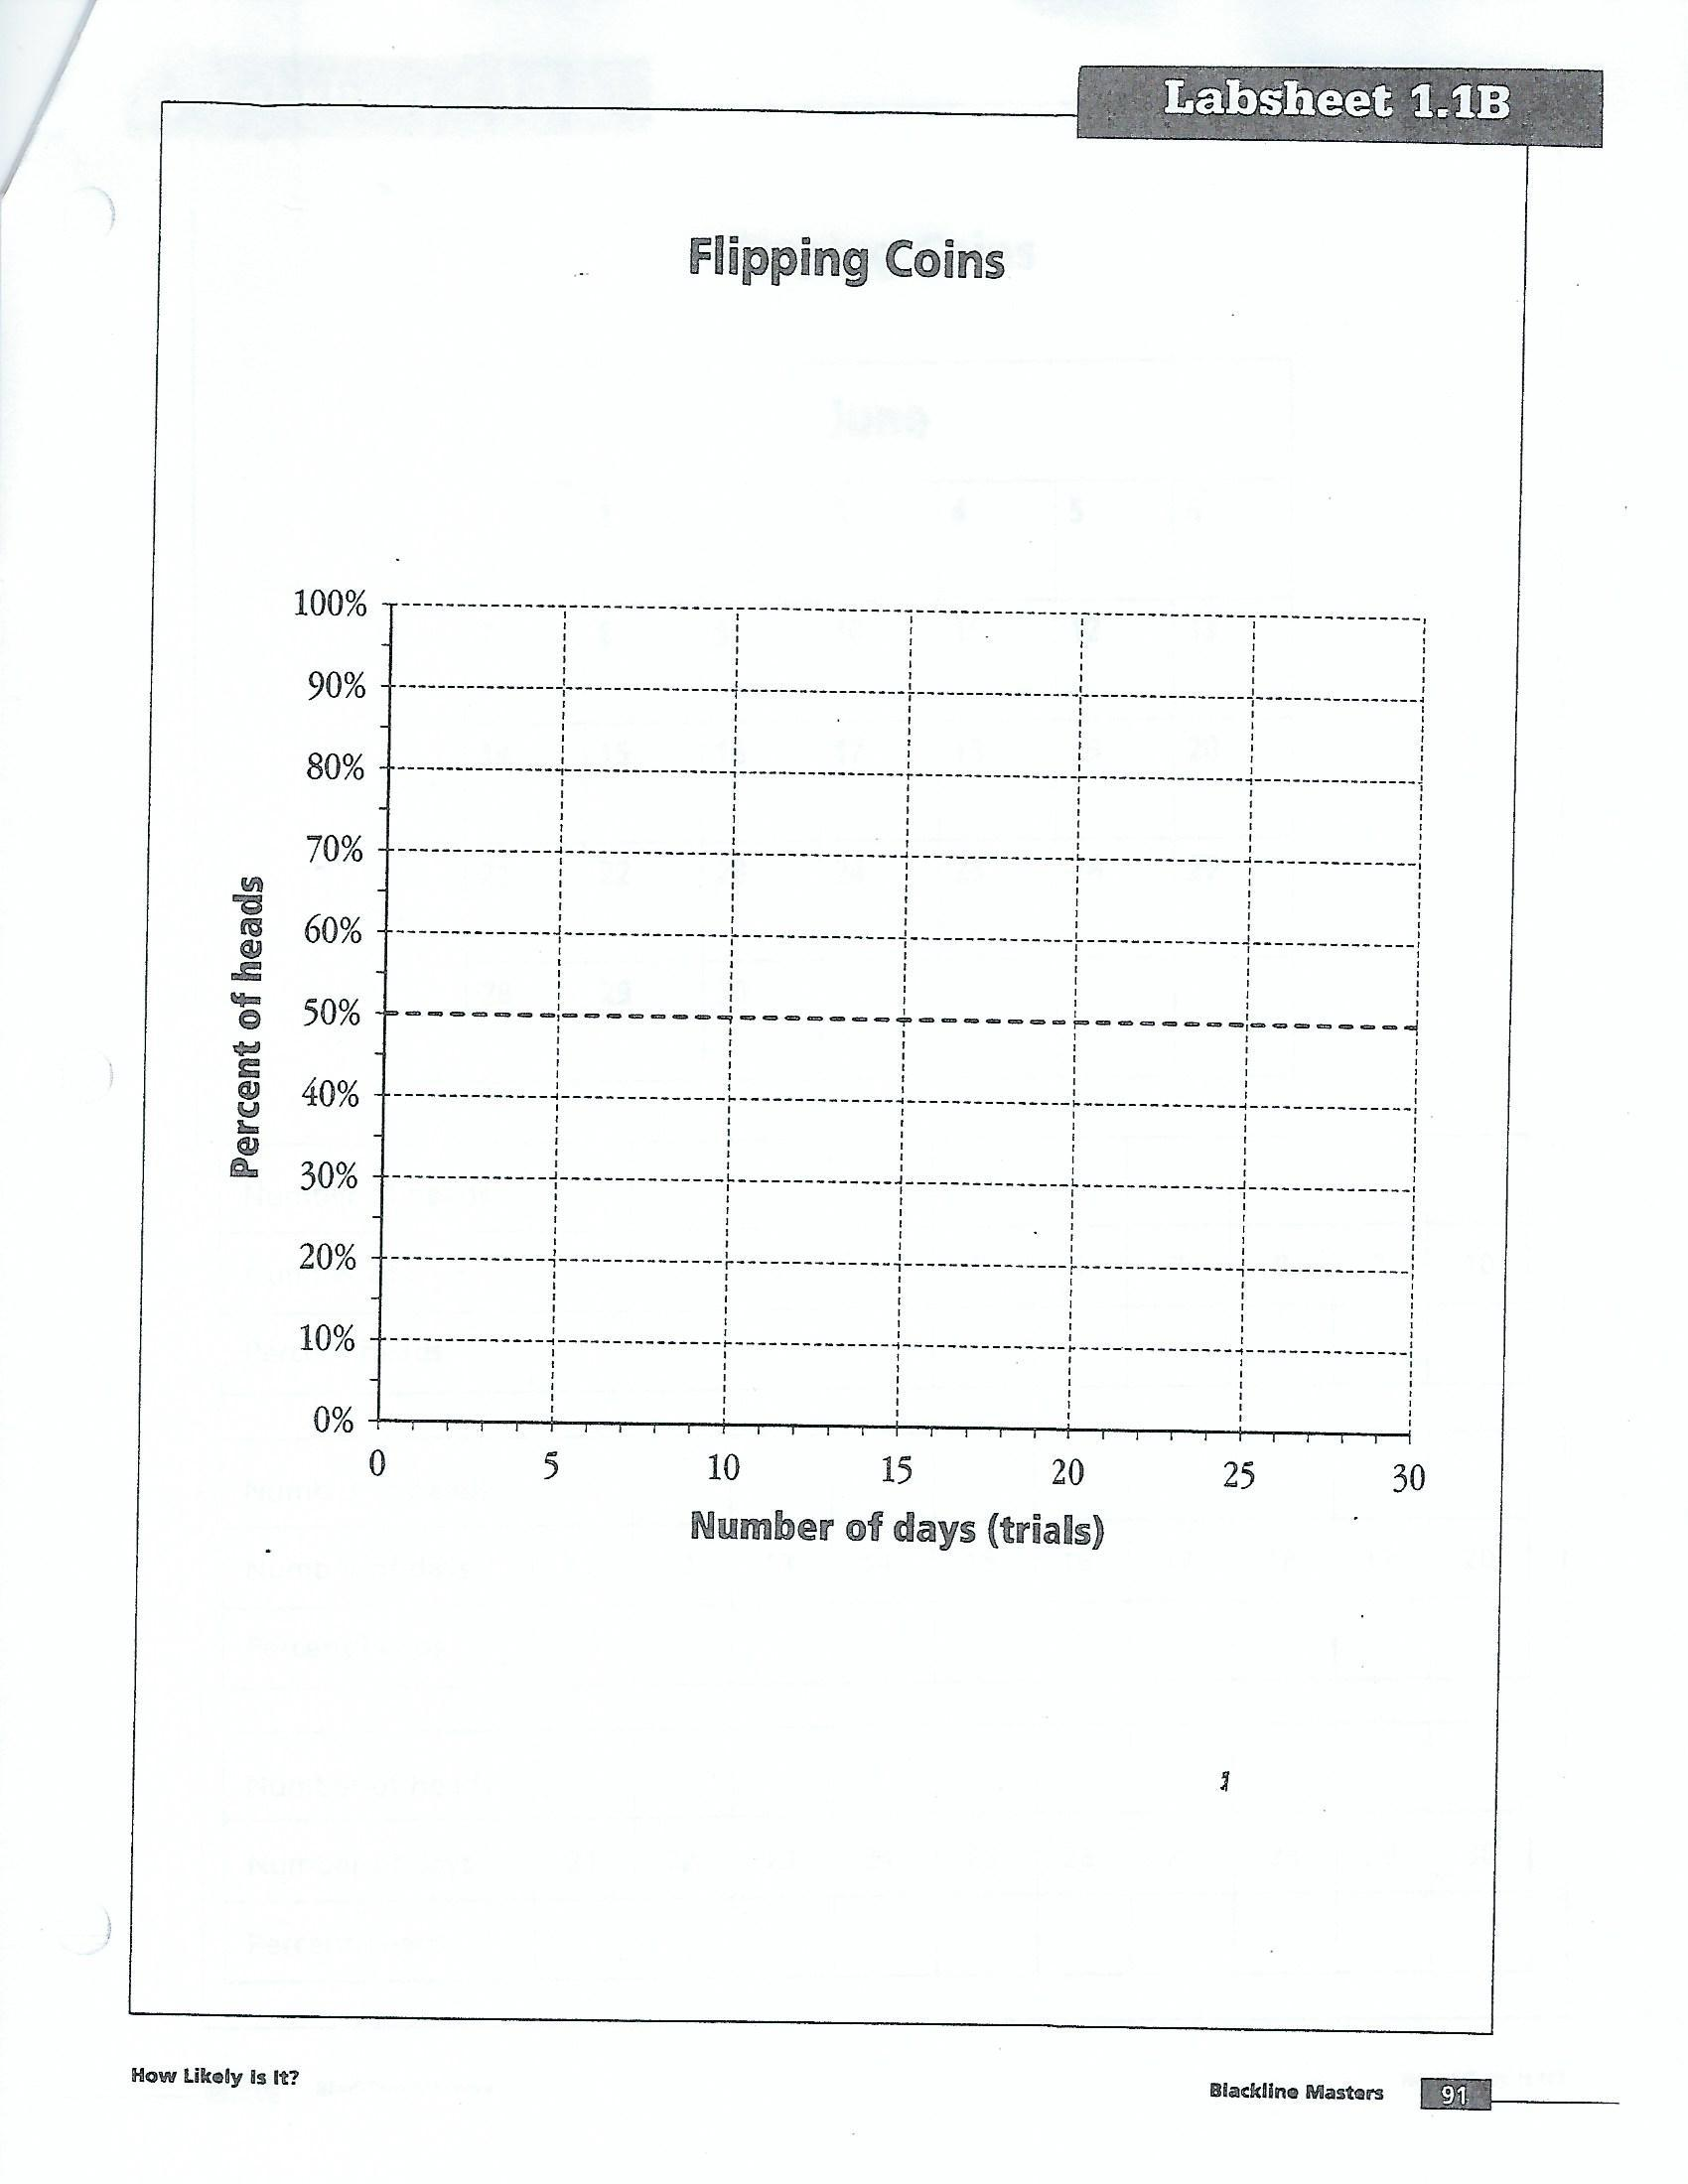 Labsheet 1.1B
Flipping Coins
100%
90%
80%
70%
60%
50%
40%
30%
20%
10%
0%
Percent of heads
0 5 10 15 20 25 30
Number of days (trials)
How Likely Is It?
Blackline Masters 91